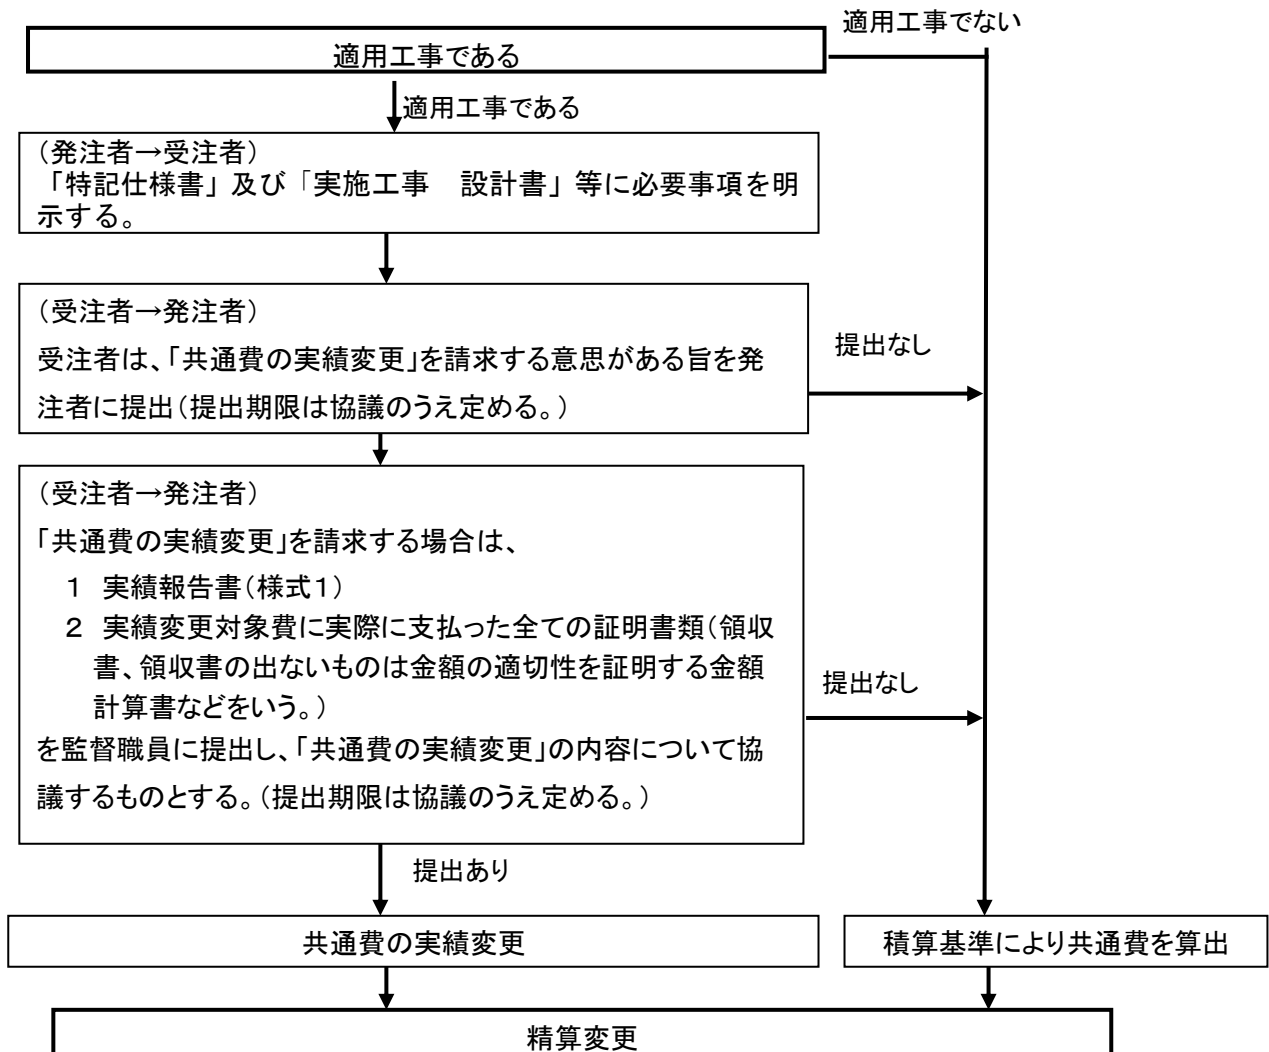 適用工事でない
適用工事である
適用工事である
（発注者→受注者）
「特記仕様書」及び「実施工事　設計書」等に必要事項を明
示する。
（受注者→発注者）
受注者は、「共通費の実績変更」を請求する意思がある旨を発
注者に提出（提出期限は協議のうえ定める。）
提出なし
（受注者→発注者）
「共通費の実績変更」を請求する場合は、
１　実績報告書（様式１）
２　実績変更対象費に実際に支払った全ての証明書類（領収
書、領収書の出ないものは金額の適切性を証明する金額
計算書などをいう。）
を監督職員に提出し、「共通費の実績変更」の内容について協
議するものとする。（提出期限は協議のうえ定める。）
提出なし
提出あり
共通費の実績変更
積算基準により共通費を算出
精算変更